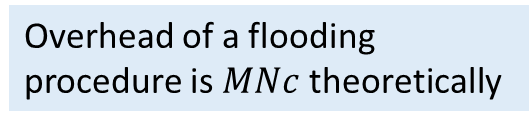 Overhead of a flooding
procedure is MNc theoretically